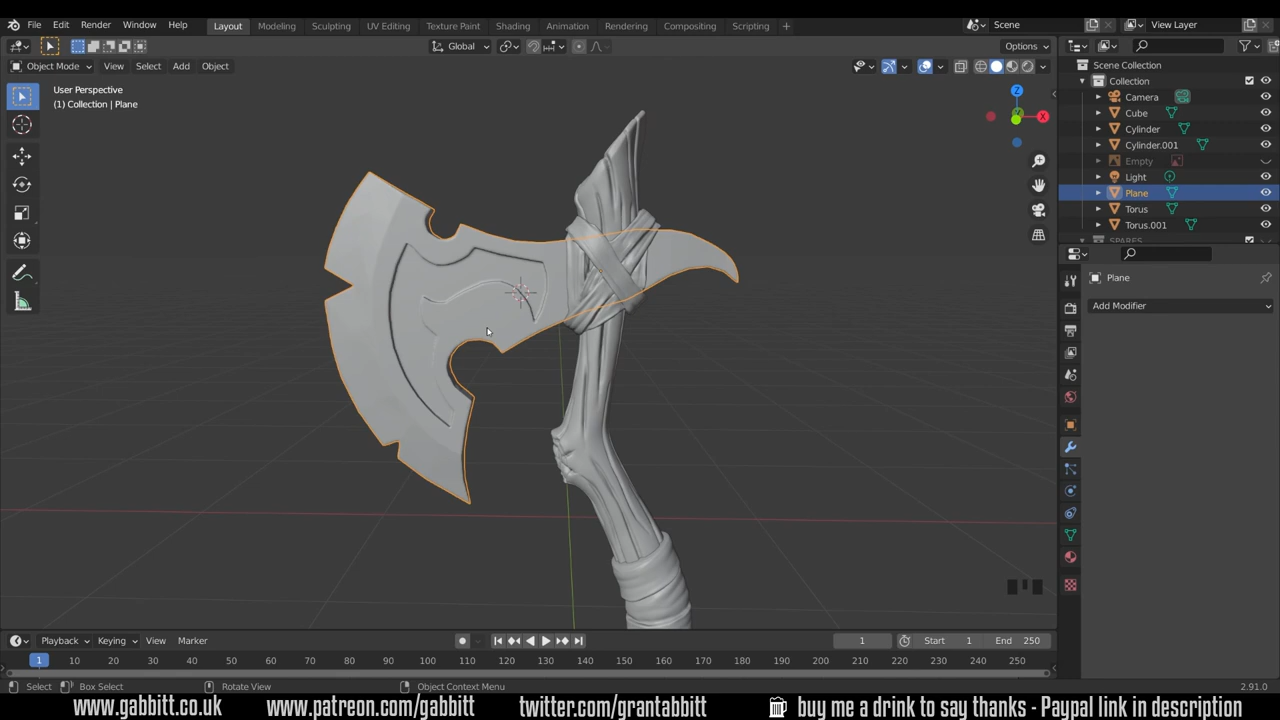 File Edit Render Window Help Layout Modeling Sculpting UV Editing Texture Paint Shading Animation Rendering Compositing Scripting + Scene View Layer
Global Options
Object Mode View Select Add Object
User Perspective
(1) Collection | Plane
Z
X
Scene Collection
Collection
Camera
Cube
Cylinder
Cylinder.001
Empty
Light
Plane
Torus
Torus.001
SPARES
Plane
Add Modifier
Playback Keying View Marker 1 Start 1 End 250
1 10 20 30 40 50 60 70 80 90 100 110 120 130 140 150 160 170 180 190 200 210 220 230 240 250
Select Box Select Rotate View Object Context Menu 2.91.0
www.gabbitt.co.uk www.patreon.com/gabbitt twitter.com/grantabbitt buy me a drink to say thanks - Paypal link in description